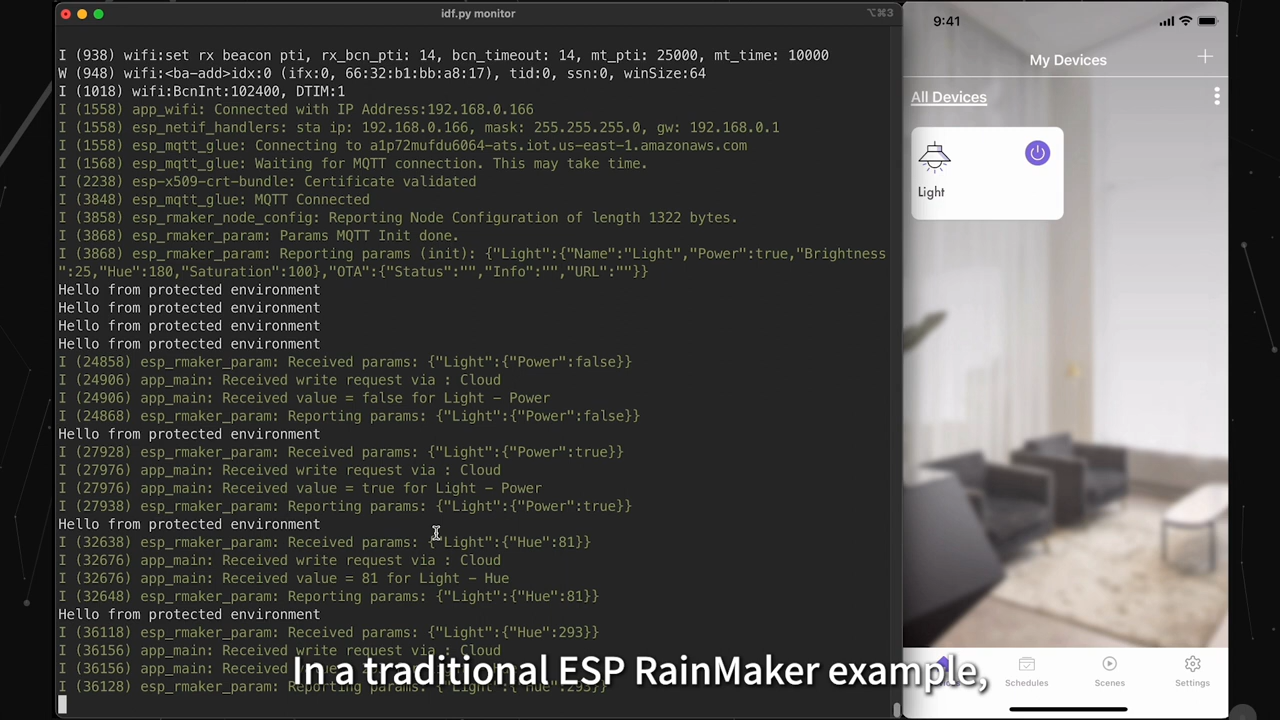 idf.py monitor
⌥⌘3
I (938) wifi:set rx beacon pti, rx_bcn_pti: 14, bcn_timeout: 14, mt_pti: 25000, mt_time: 10000
W (948) wifi:<ba-add>idx:0 (ifx:0, 66:32:b1:bb:a8:17), tid:0, ssn:0, winSize:64
I (1018) wifi:BcnInt:102400, DTIM:1
I (1558) app_wifi: Connected with IP Address:192.168.0.166
I (1558) esp_netif_handlers: sta ip: 192.168.0.166, mask: 255.255.255.0, gw: 192.168.0.1
I (1558) esp_mqtt_glue: Connecting to a1p72mufdu6064-ats.iot.us-east-1.amazonaws.com
I (1568) esp_mqtt_glue: Waiting for MQTT connection. This may take time.
I (2238) esp-x509-crt-bundle: Certificate validated
I (3848) esp_mqtt_glue: MQTT Connected
I (3858) esp_rmaker_node_config: Reporting Node Configuration of length 1322 bytes.
I (3868) esp_rmaker_param: Params MQTT Init done.
I (3868) esp_rmaker_param: Reporting params (init): {"Light":{"Name":"Light","Power":true,"Brightness
":25,"Hue":180,"Saturation":100},"OTA":{"Status":"","Info":"","URL":""}}
Hello from protected environment
Hello from protected environment
Hello from protected environment
Hello from protected environment
I (24858) esp_rmaker_param: Received params: {"Light":{"Power":false}}
I (24906) app_main: Received write request via : Cloud
I (24906) app_main: Received value = false for Light - Power
I (24868) esp_rmaker_param: Reporting params: {"Light":{"Power":false}}
Hello from protected environment
I (27928) esp_rmaker_param: Received params: {"Light":{"Power":true}}
I (27976) app_main: Received write request via : Cloud
I (27976) app_main: Received value = true for Light - Power
I (27938) esp_rmaker_param: Reporting params: {"Light":{"Power":true}}
Hello from protected environment
I (32638) esp_rmaker_param: Received params: {"Light":{"Hue":81}}
I (32676) app_main: Received write request via : Cloud
I (32676) app_main: Received value = 81 for Light - Hue
I (32648) esp_rmaker_param: Reporting params: {"Light":{"Hue":81}}
Hello from protected environment
I (36118) esp_rmaker_param: Received params: {"Light":{"Hue":293}}
I (36156) app_main: Received write request via : Cloud
I (36156) app_main:
I (36128) esp_rmaker_param: Reporting params: {"Light":{"Hue":293}}
In a traditional ESP RainMaker example,
9:41
My Devices
All Devices
Light
Schedules
Scenes
Settings